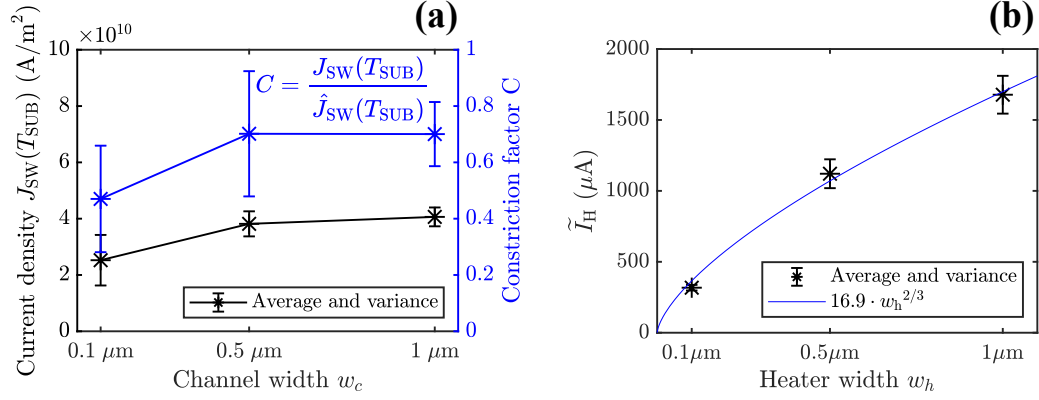 (a)
×10^10
Current density J_SW(T_SUB) (A/m^2)
10
8
6
4
2
0
C = J_SW(T_SUB) / Ĵ_SW(T_SUB)
1
0.8
0.6
0.4
0.2
0
Constriction factor C
Average and variance
0.1 μm
0.5 μm
1 μm
Channel width w_c
(b)
Ĩ_H (μA)
2000
1500
1000
500
0
Average and variance
16.9 · w_h^2/3
0.1μm
0.5μm
1μm
Heater width w_h